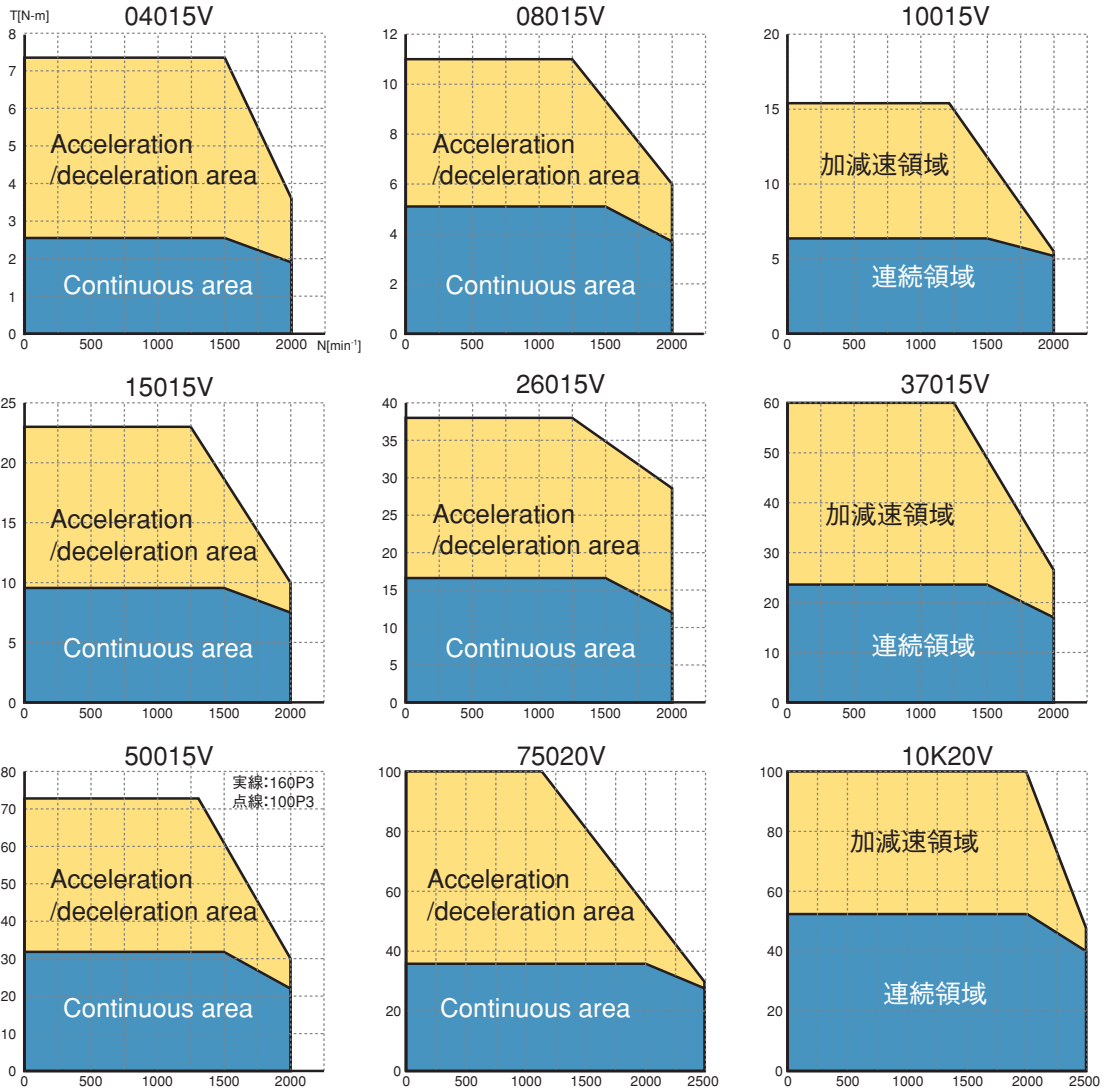 T[N-m]
04015V
8
7
6
5
4
3
2
1
0
Acceleration
/deceleration area
Continuous area
0 500 1000 1500 2000 N[min⁻¹]
08015V
12
10
8
6
4
2
0
Acceleration
/deceleration area
Continuous area
0 500 1000 1500 2000
10015V
20
15
10
5
0
加減速領域
連続領域
0 500 1000 1500 2000
15015V
25
20
15
10
5
0
Acceleration
/deceleration area
Continuous area
0 500 1000 1500 2000
26015V
40
35
30
25
20
15
10
5
0
Acceleration
/deceleration area
Continuous area
0 500 1000 1500 2000
37015V
60
50
40
30
20
10
0
加減速領域
連続領域
0 500 1000 1500 2000
50015V
実線:160P3
点線:100P3
80
70
60
50
40
30
20
10
0
Acceleration
/deceleration area
Continuous area
0 500 1000 1500 2000
75020V
100
80
60
40
20
0
Acceleration
/deceleration area
Continuous area
0 500 1000 1500 2000 2500
10K20V
100
80
60
40
20
0
加減速領域
連続領域
0 500 1000 1500 2000 2500